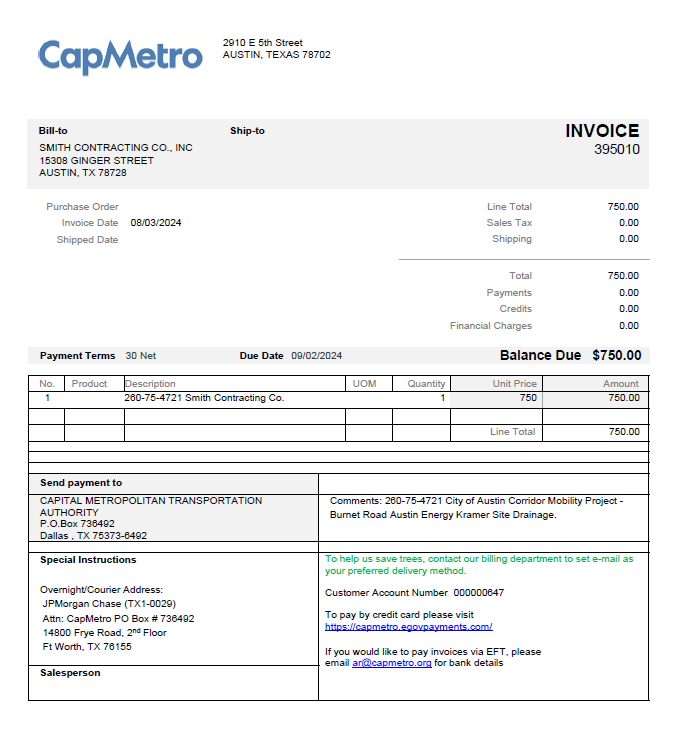 CapMetro
2910 E 5th Street
AUSTIN, TEXAS 78702
Bill-to
Ship-to
INVOICE
395010
SMITH CONTRACTING CO., INC
15308 GINGER STREET
AUSTIN, TX 78728
Purchase Order
Invoice Date 08/03/2024
Shipped Date
Line Total 750.00
Sales Tax 0.00
Shipping 0.00
Total 750.00
Payments 0.00
Credits 0.00
Financial Charges 0.00
Payment Terms 30 Net Due Date 09/02/2024 Balance Due $750.00
No. Product Description UOM Quantity Unit Price Amount
1 260-75-4721 Smith Contracting Co. 1 750 750.00
Line Total 750.00
Send payment to
CAPITAL METROPOLITAN TRANSPORTATION
AUTHORITY
P.O.Box 736492
Dallas , TX 75373-6492
Comments: 260-75-4721 City of Austin Corridor Mobility Project -
Burnet Road Austin Energy Kramer Site Drainage.
Special Instructions
Overnight/Courier Address:
JPMorgan Chase (TX1-0029)
Attn: CapMetro PO Box # 736492
14800 Frye Road, 2nd Floor
Ft Worth, TX 76155
To help us save trees, contact our billing department to set e-mail as
your preferred delivery method.
Customer Account Number 000000647
To pay by credit card please visit
https://capmetro.egovpayments.com/
If you would like to pay invoices via EFT, please
email ar@capmetro.org for bank details
Salesperson